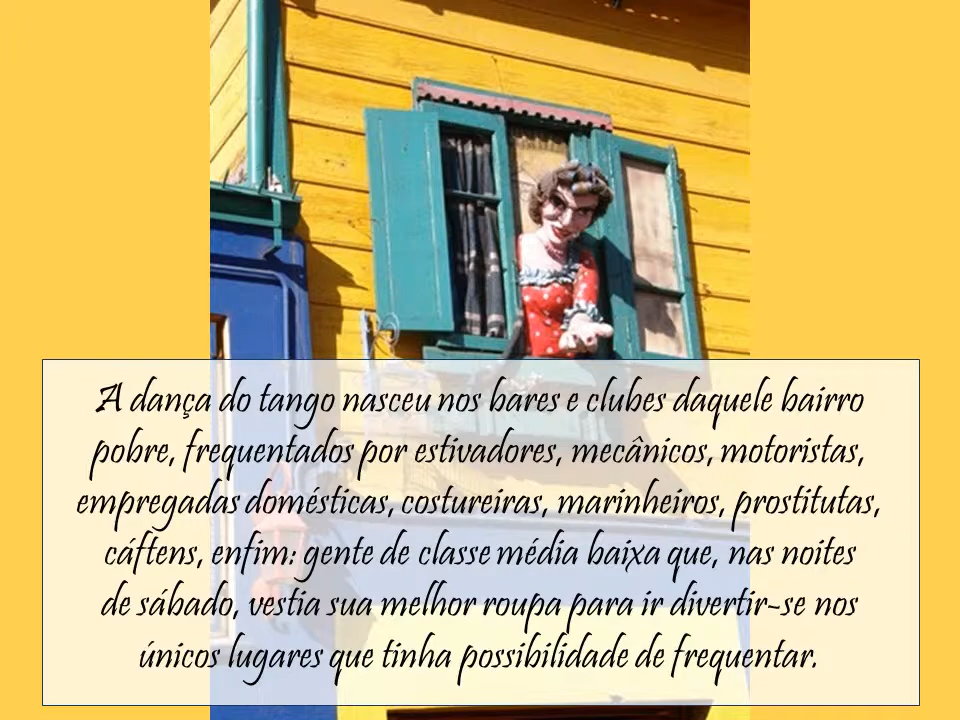 A dança do tango nasceu nos bares e clubes daquele bairro
pobre, frequentados por estivadores, mecânicos, motoristas,
empregadas domésticas, costureiras, marinheiros, prostitutas,
cáftens, enfim: gente de classe média baixa que, nas noites
de sábado, vestia sua melhor roupa para ir divertir-se nos
únicos lugares que tinha possibilidade de frequentar.